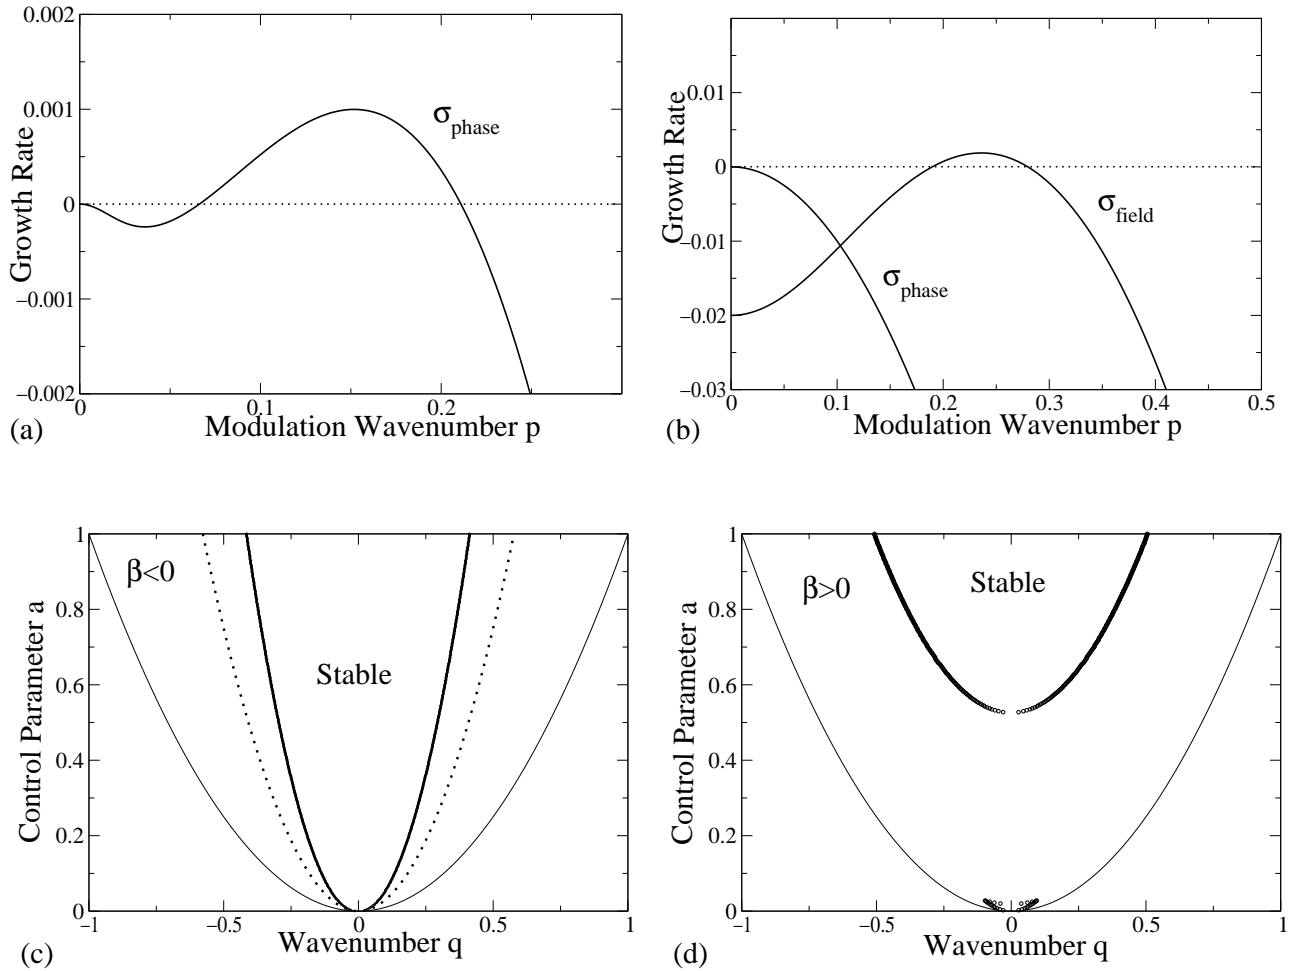 0.002
0.001
0
−0.001
−0.002
Growth Rate
σphase
0
0.1
0.2
Modulation Wavenumber p
(a)
0.01
0
−0.01
−0.02
−0.03
Growth Rate
σfield
σphase
0
0.1
0.2
0.3
0.4
0.5
Modulation Wavenumber p
(b)
1
0.8
0.6
0.4
0.2
0
Control Parameter a
β<0
Stable
−1
−0.5
0
0.5
1
Wavenumber q
(c)
1
0.8
0.6
0.4
0.2
0
Control Parameter a
β>0
Stable
−1
−0.5
0
0.5
1
Wavenumber q
(d)